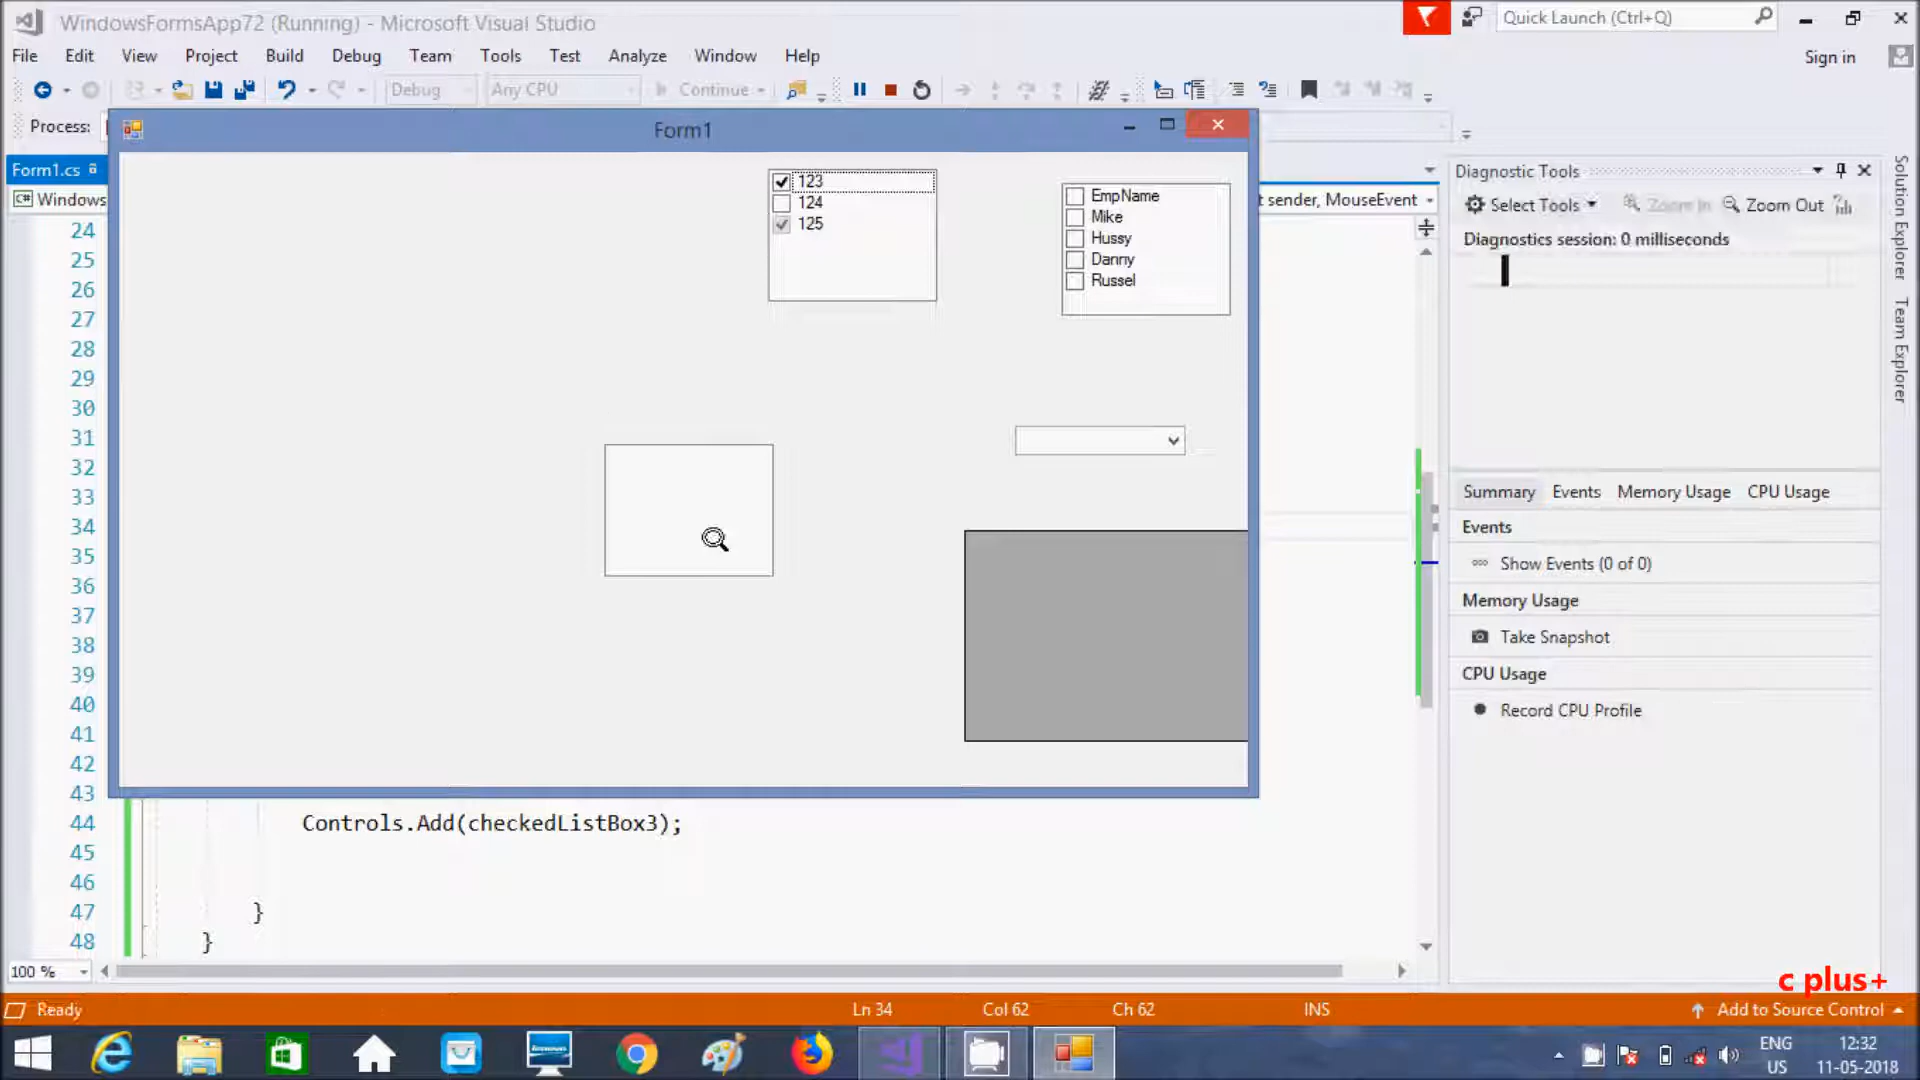 WindowsFormsApp72 (Running) - Microsoft Visual Studio
Quick Launch (Ctrl+Q)
File Edit View Project Build Debug Team Tools Test Analyze Window Help
Sign in
Debug Any CPU Continue
Process:
Form1
Form1.cs
Windows
t sender, MouseEvent
123
124
125
EmpName
Mike
Hussy
Danny
Russel
Diagnostic Tools
Select Tools Zoom In Zoom Out
Diagnostics session: 0 milliseconds
Summary Events Memory Usage CPU Usage
Events
Show Events (0 of 0)
Memory Usage
Take Snapshot
CPU Usage
Record CPU Profile
Solution Explorer
Team Explorer
24
25
26
27
28
29
30
31
32
33
34
35
36
37
38
39
40
41
42
43
44 Controls.Add(checkedListBox3);
45
46
47 }
48 }
100 %
c plus+
Ready Ln 34 Col 62 Ch 62 INS Add to Source Control
ENG
US
12:32
11-05-2018